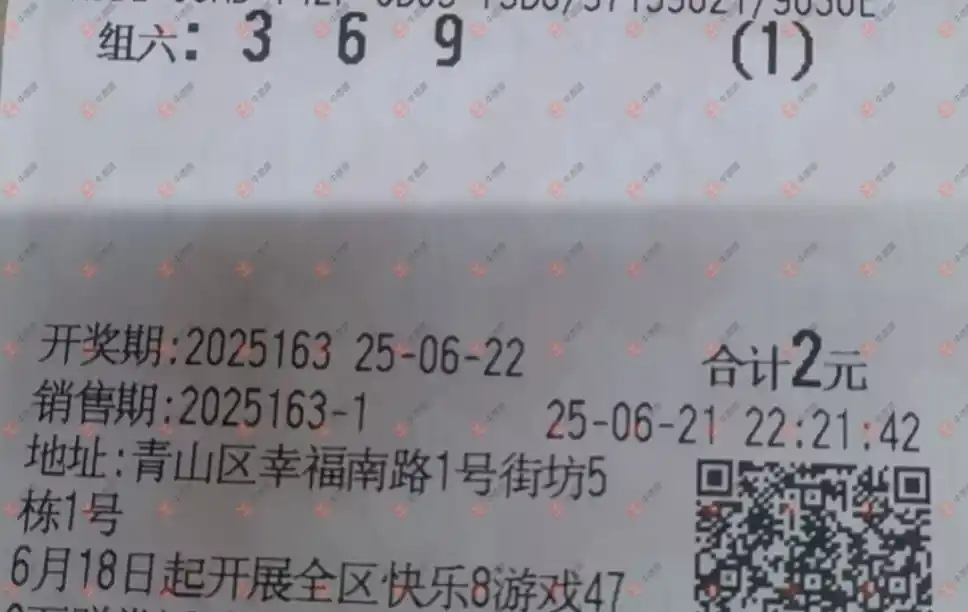 组六: 3 6 9 (1)
开奖期:2025163 25-06-22 合计2元
销售期:2025163-1 25-06-21 22:21:42
地址:青山区幸福南路1号街坊5
栋1号
6月18日起开展全区快乐8游戏47